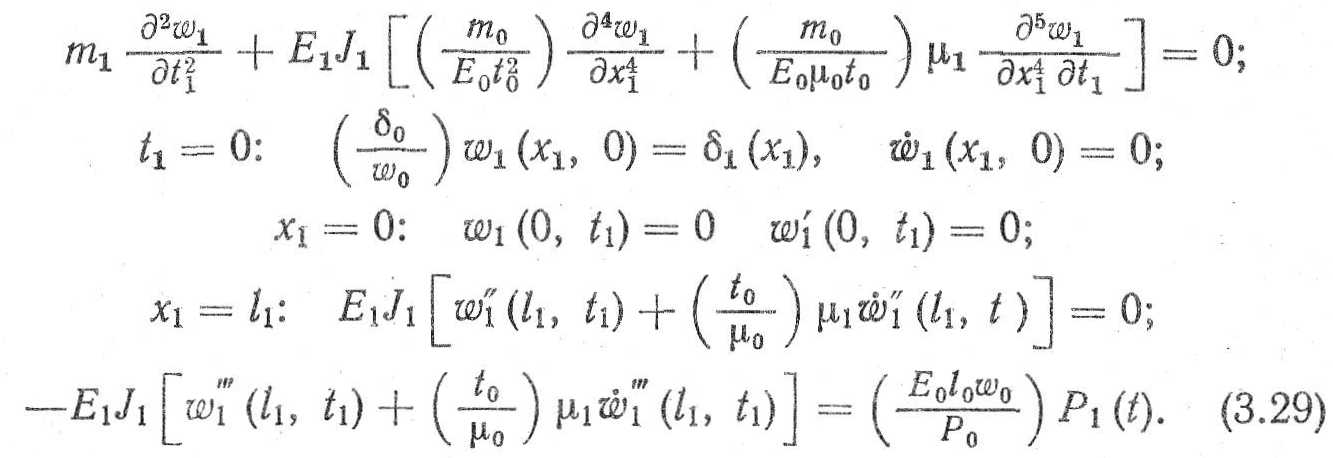 m₁ ∂²w₁/∂t₁² + E₁J₁[(m₀/E₀t₀²) ∂⁴w₁/∂x₁⁴ + (m₀/E₀μ₀t₀) μ₁ ∂⁵w₁/∂x₁⁴ ∂t₁] = 0;
t₁ = 0: (δ₀/w₀) w₁(x₁, 0) = δ₁(x₁), ẇ₁(x₁, 0) = 0;
x₁ = 0: w₁(0, t₁) = 0 w₁′(0, t₁) = 0;
x₁ = l₁: E₁J₁[w₁″(l₁, t₁) + (t₀/μ₀) μ₁ẇ₁″(l₁, t )] = 0;
—E₁J₁[w₁‴(l₁, t₁) + (t₀/μ₀) μ₁ẇ₁‴(l₁, t₁)] = (E₀l₀w₀/P₀) P₁(t). (3.29)